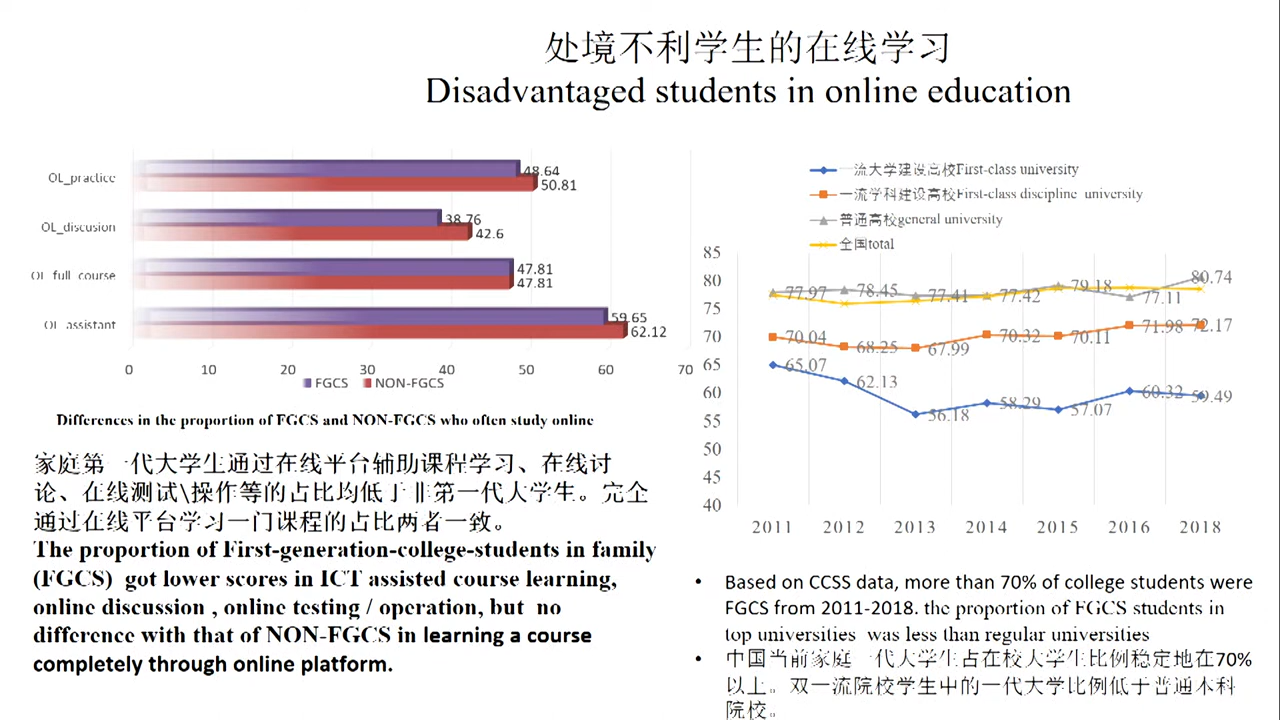 处境不利学生的在线学习
Disadvantaged students in online education
OL_practice
48.64
50.81
OL_discusion
38.76
42.6
OL_full_course
47.81
47.81
OL_assistant
59.65
62.12
0 10 20 30 40 50 60 70
FGCS NON-FGCS
Differences in the proportion of FGCS and NON-FGCS who often study online
家庭第一代大学生通过在线平台辅助课程学习、在线讨
论、在线测试\操作等的占比均低于非第一代大学生。完全
通过在线平台学习一门课程的占比两者一致。
The proportion of First-generation-college-students in family
(FGCS) got lower scores in ICT assisted course learning,
online discussion , online testing / operation, but no
difference with that of NON-FGCS in learning a course
completely through online platform.
一流大学建设高校First-class university
一流学科建设高校First-class discipline university
普通高校general university
全国total
85
80
75
70
65
60
55
50
45
40
77.97 78.45 77.41 77.42 79.18 77.11 80.74
70.04 68.25 67.99 70.32 70.11 71.98 72.17
65.07 62.13 56.18 58.29 57.07 60.32 59.49
2011 2012 2013 2014 2015 2016 2018
• Based on CCSS data, more than 70% of college students were
FGCS from 2011-2018. the proportion of FGCS students in
top universities was less than regular universities
• 中国当前家庭一代大学生占在校大学生比例稳定地在70%
以上。双一流院校学生中的一代大学比例低于普通本科
院校。